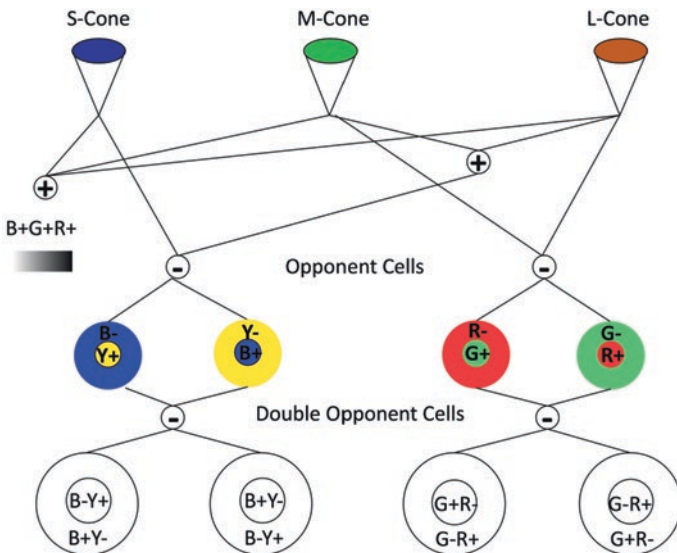 S-Cone M-Cone L-Cone
+ +
B+G+R+
- Opponent Cells -
B- Y- R- G-
Y+ B+ G+ R+
- Double Opponent Cells -
B-Y+ B+Y- G+R- G-R+
B+Y- B-Y+ G-R+ G+R-